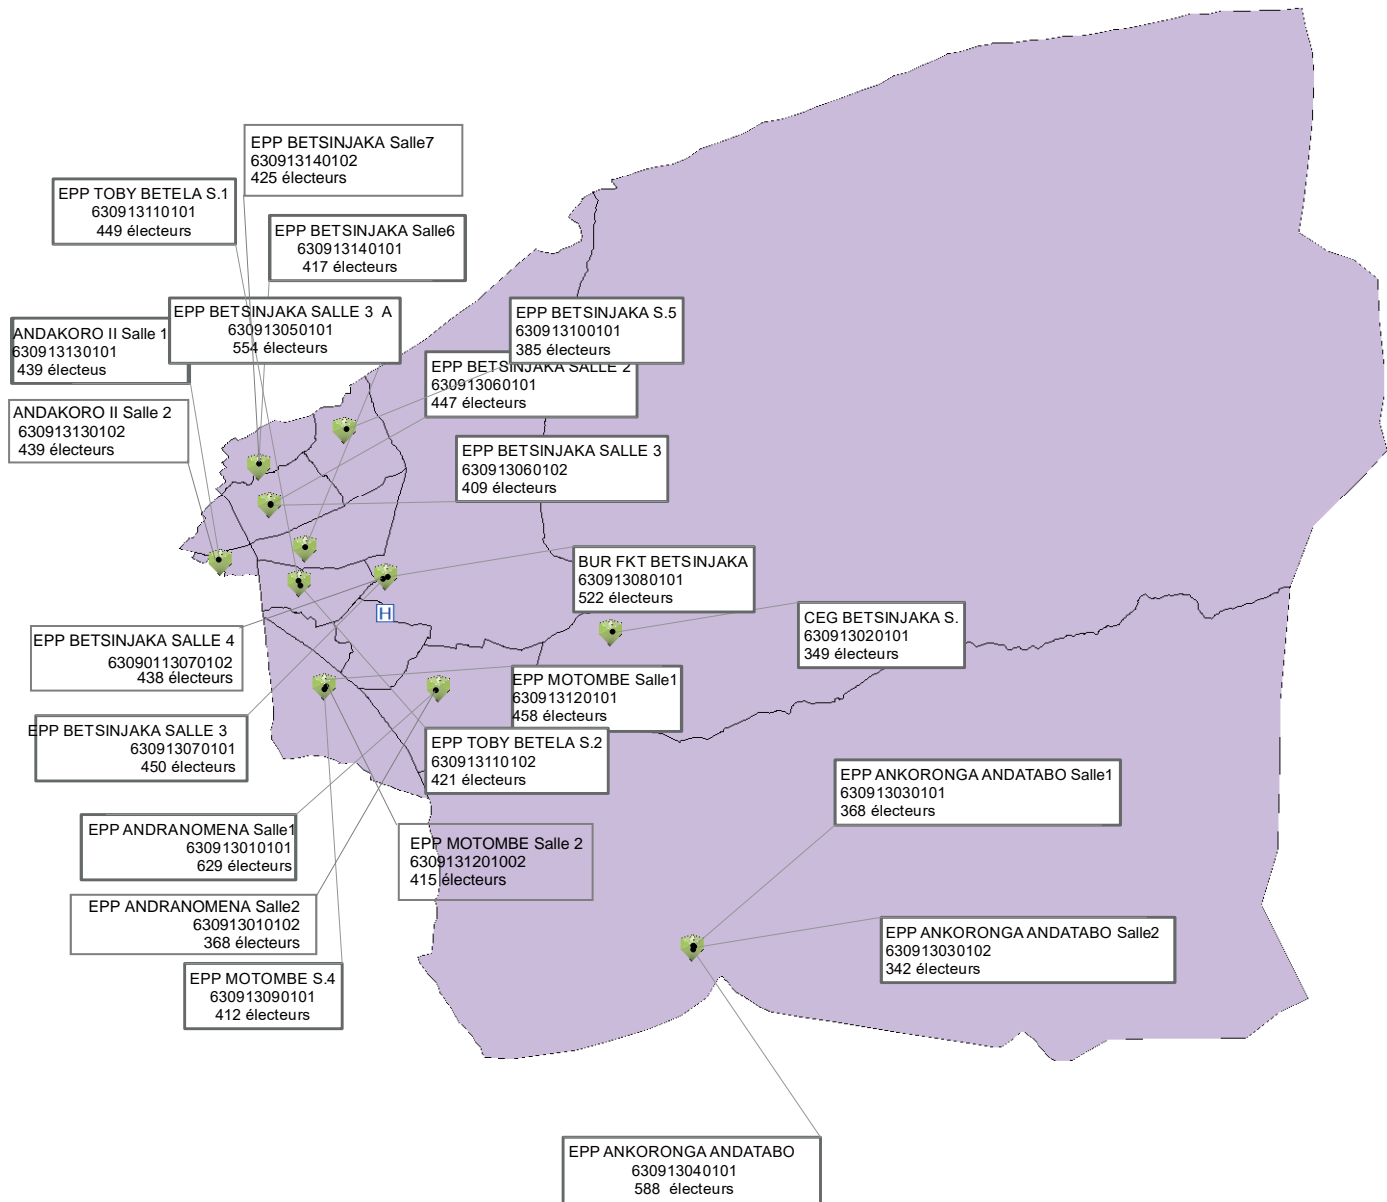 EPP BETSINJAKA Salle7
630913140102
425 électeurs
EPP TOBY BETELA S.1
630913110101
449 électeurs
EPP BETSINJAKA Salle6
630913140101
417 électeurs
EPP BETSINJAKA SALLE 3 A
630913050101
554 électeurs
EPP BETSINJAKA S.5
630913100101
385 électeurs
ANDAKORO II Salle 1
630913130101
439 électeus
EPP BETSINJAKA SALLE 2
630913060101
447 électeurs
ANDAKORO II Salle 2
630913130102
439 électeurs
EPP BETSINJAKA SALLE 3
630913060102
409 électeurs
BUR FKT BETSINJAKA
630913080101
522 électeurs
H
CEG BETSINJAKA S.
630913020101
349 électeurs
EPP BETSINJAKA SALLE 4
63090113070102
438 électeurs
EPP MOTOMBE Salle1
630913120101
458 électeurs
EPP BETSINJAKA SALLE 3
630913070101
450 électeurs
EPP TOBY BETELA S.2
630913110102
421 électeurs
EPP ANKORONGA ANDATABO Salle1
630913030101
368 électeurs
EPP ANDRANOMENA Salle1
630913010101
629 électeurs
EPP MOTOMBE Salle 2
6309131201002
415 électeurs
EPP ANDRANOMENA Salle2
630913010102
368 électeurs
EPP ANKORONGA ANDATABO Salle2
630913030102
342 électeurs
EPP MOTOMBE S.4
630913090101
412 électeurs
EPP ANKORONGA ANDATABO
630913040101
588 électeurs